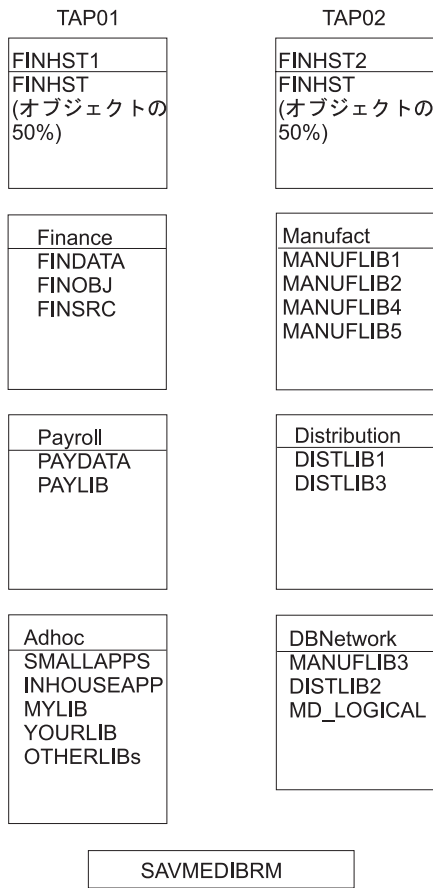 TAP01
TAP02
FINHST1
FINHST
(オブジェクトの
50%)
FINHST2
FINHST
(オブジェクトの
50%)
Finance
FINDATA
FINOBJ
FINSRC
Manufact
MANUFLIB1
MANUFLIB2
MANUFLIB4
MANUFLIB5
Payroll
PAYDATA
PAYLIB
Distribution
DISTLIB1
DISTLIB3
Adhoc
SMALLAPPS
INHOUSEAPP
MYLIB
YOURLIB
OTHERLIBs
DBNetwork
MANUFLIB3
DISTLIB2
MD_LOGICAL
SAVMEDIBRM